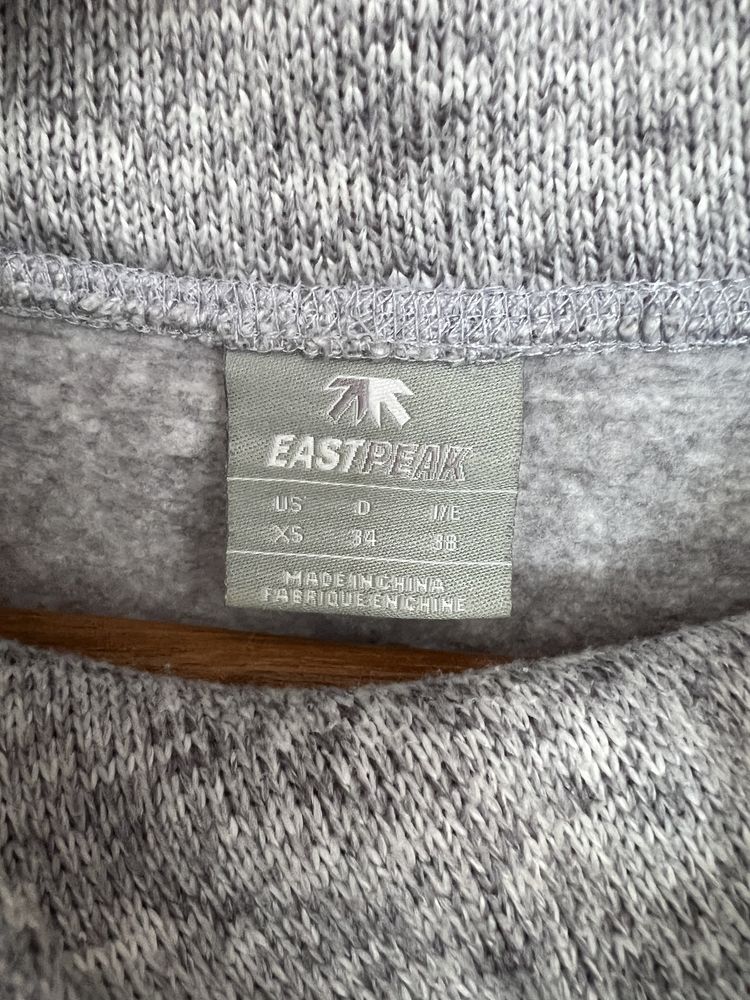 EASTPEAK
US D I/E
XS 34 38
MADE IN CHINA
FABRIQUE EN CHINE